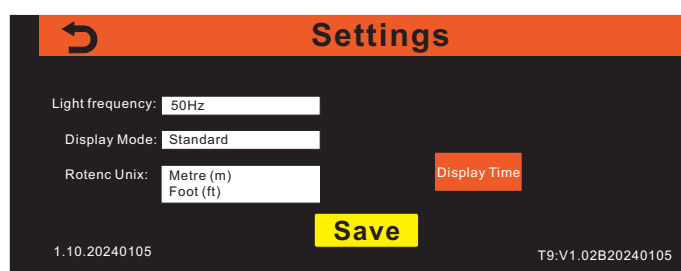 Settings
Light frequency: 50Hz
Display Mode: Standard
Rotenc Unix: Metre (m)
Foot (ft)
Display Time
Save
1.10.20240105
T9:V1.02B20240105